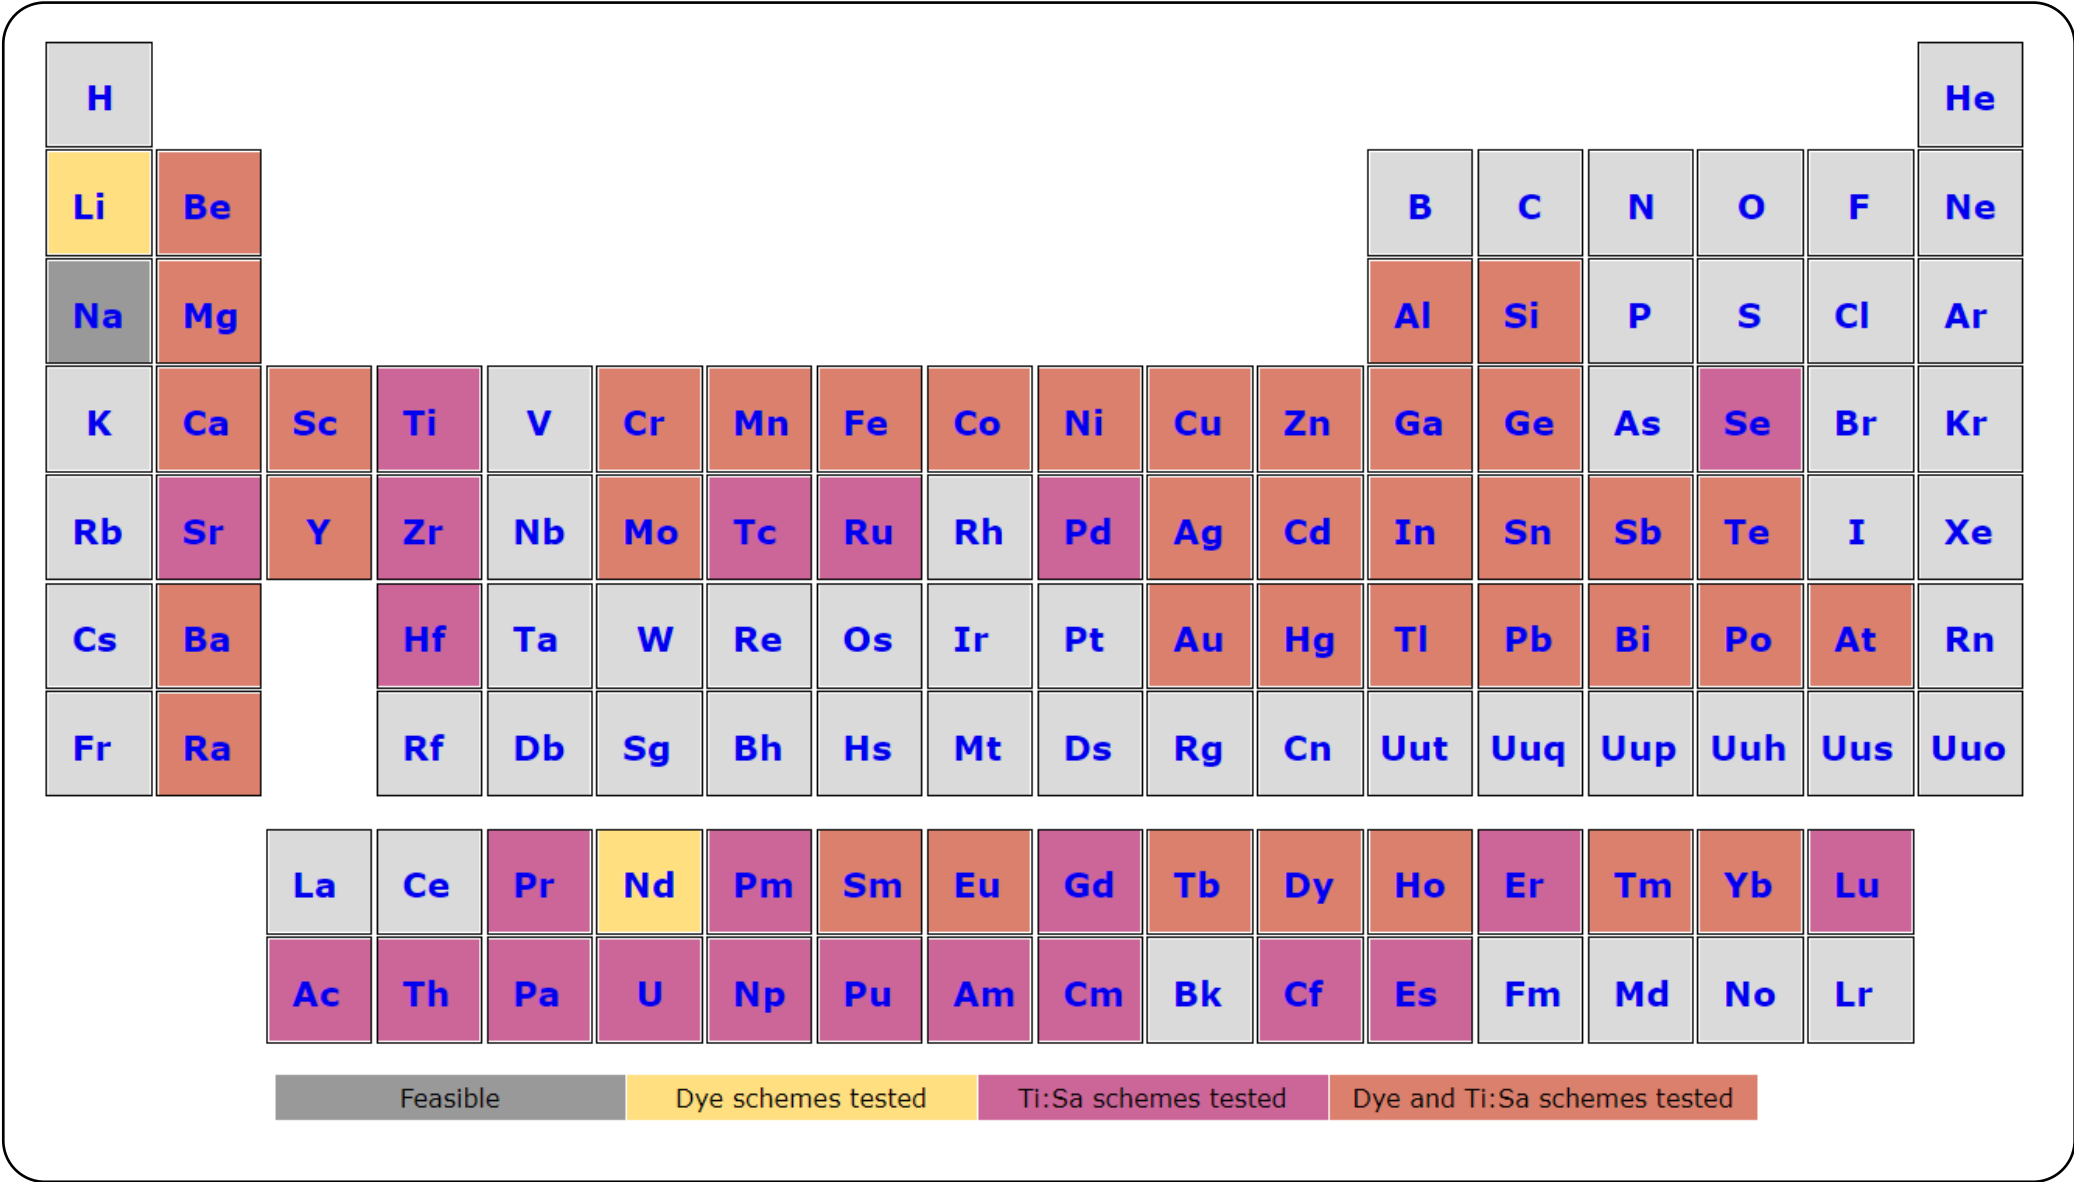 H He
Li Be B C N O F Ne
Na Mg Al Si P S Cl Ar
K Ca Sc Ti V Cr Mn Fe Co Ni Cu Zn Ga Ge As Se Br Kr
Rb Sr Y Zr Nb Mo Tc Ru Rh Pd Ag Cd In Sn Sb Te I Xe
Cs Ba Hf Ta W Re Os Ir Pt Au Hg Tl Pb Bi Po At Rn
Fr Ra Rf Db Sg Bh Hs Mt Ds Rg Cn Uut Uuq Uup Uuh Uus Uuo
La Ce Pr Nd Pm Sm Eu Gd Tb Dy Ho Er Tm Yb Lu
Ac Th Pa U Np Pu Am Cm Bk Cf Es Fm Md No Lr
Feasible Dye schemes tested Ti:Sa schemes tested Dye and Ti:Sa schemes tested